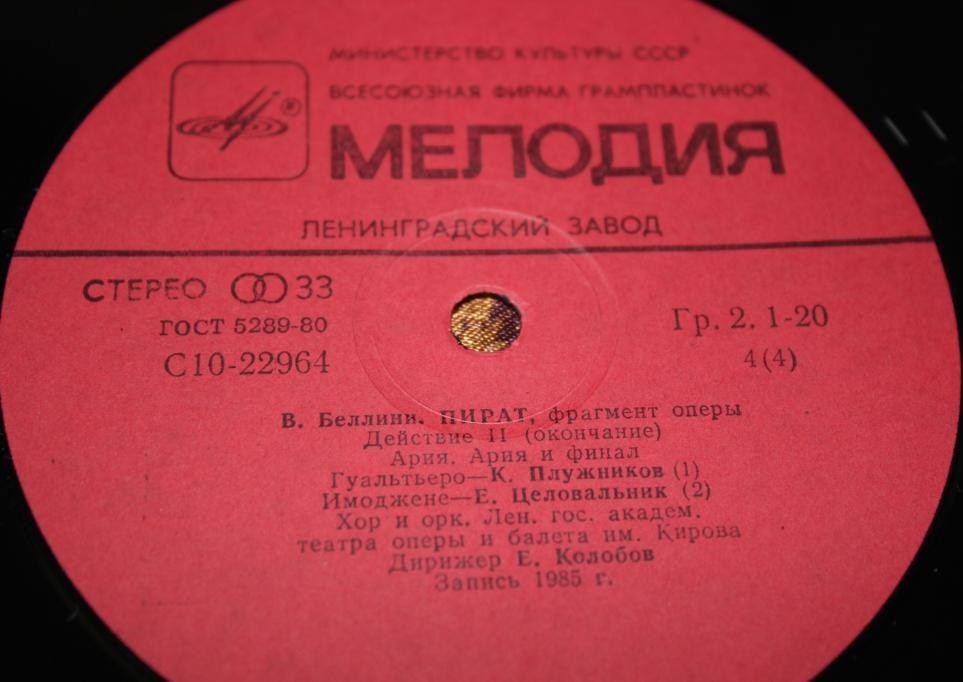 МИНИСТЕРСТВО КУЛЬТУРЫ СССР
ВСЕСОЮЗНАЯ ФИРМА ГРАМПЛАСТИНОК
®
МЕЛОДИЯ
ЛЕНИНГРАДСКИЙ ЗАВОД
СТЕРЕО 33
ГОСТ 5289-80
Гр. 2. 1-20
С10-22964
4(4)
В. Беллини. ПИРАТ, фрагмент оперы
Действие II (окончание)
Ария. Ария и финал
Гуальтьеро—К. Плужников (1)
Имоджене—Е. Целовальник (2)
Хор и орк. Лен. гос. академ.
театра оперы и балета им. Кирова
Дирижер Е. Колобов
Запись 1985 г.